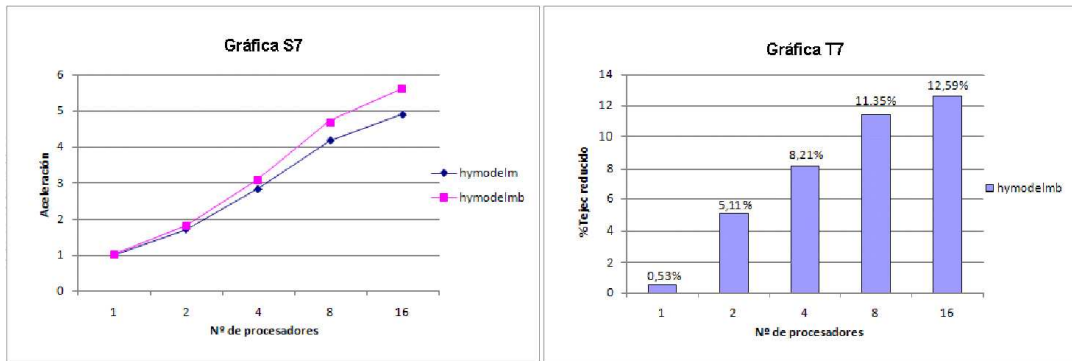 Gráfica S7
6
5
4
3
2
1
0
Aceleración
1 2 4 8 16
Nº de procesadores
hymodelm
hymodelmb
Gráfica T7
14
12
10
8
6
4
2
0
%Tejec reducido
0,53%
5,11%
8,21%
11.35%
12,59%
1 2 4 8 16
Nº de procesadores
hymodelmb